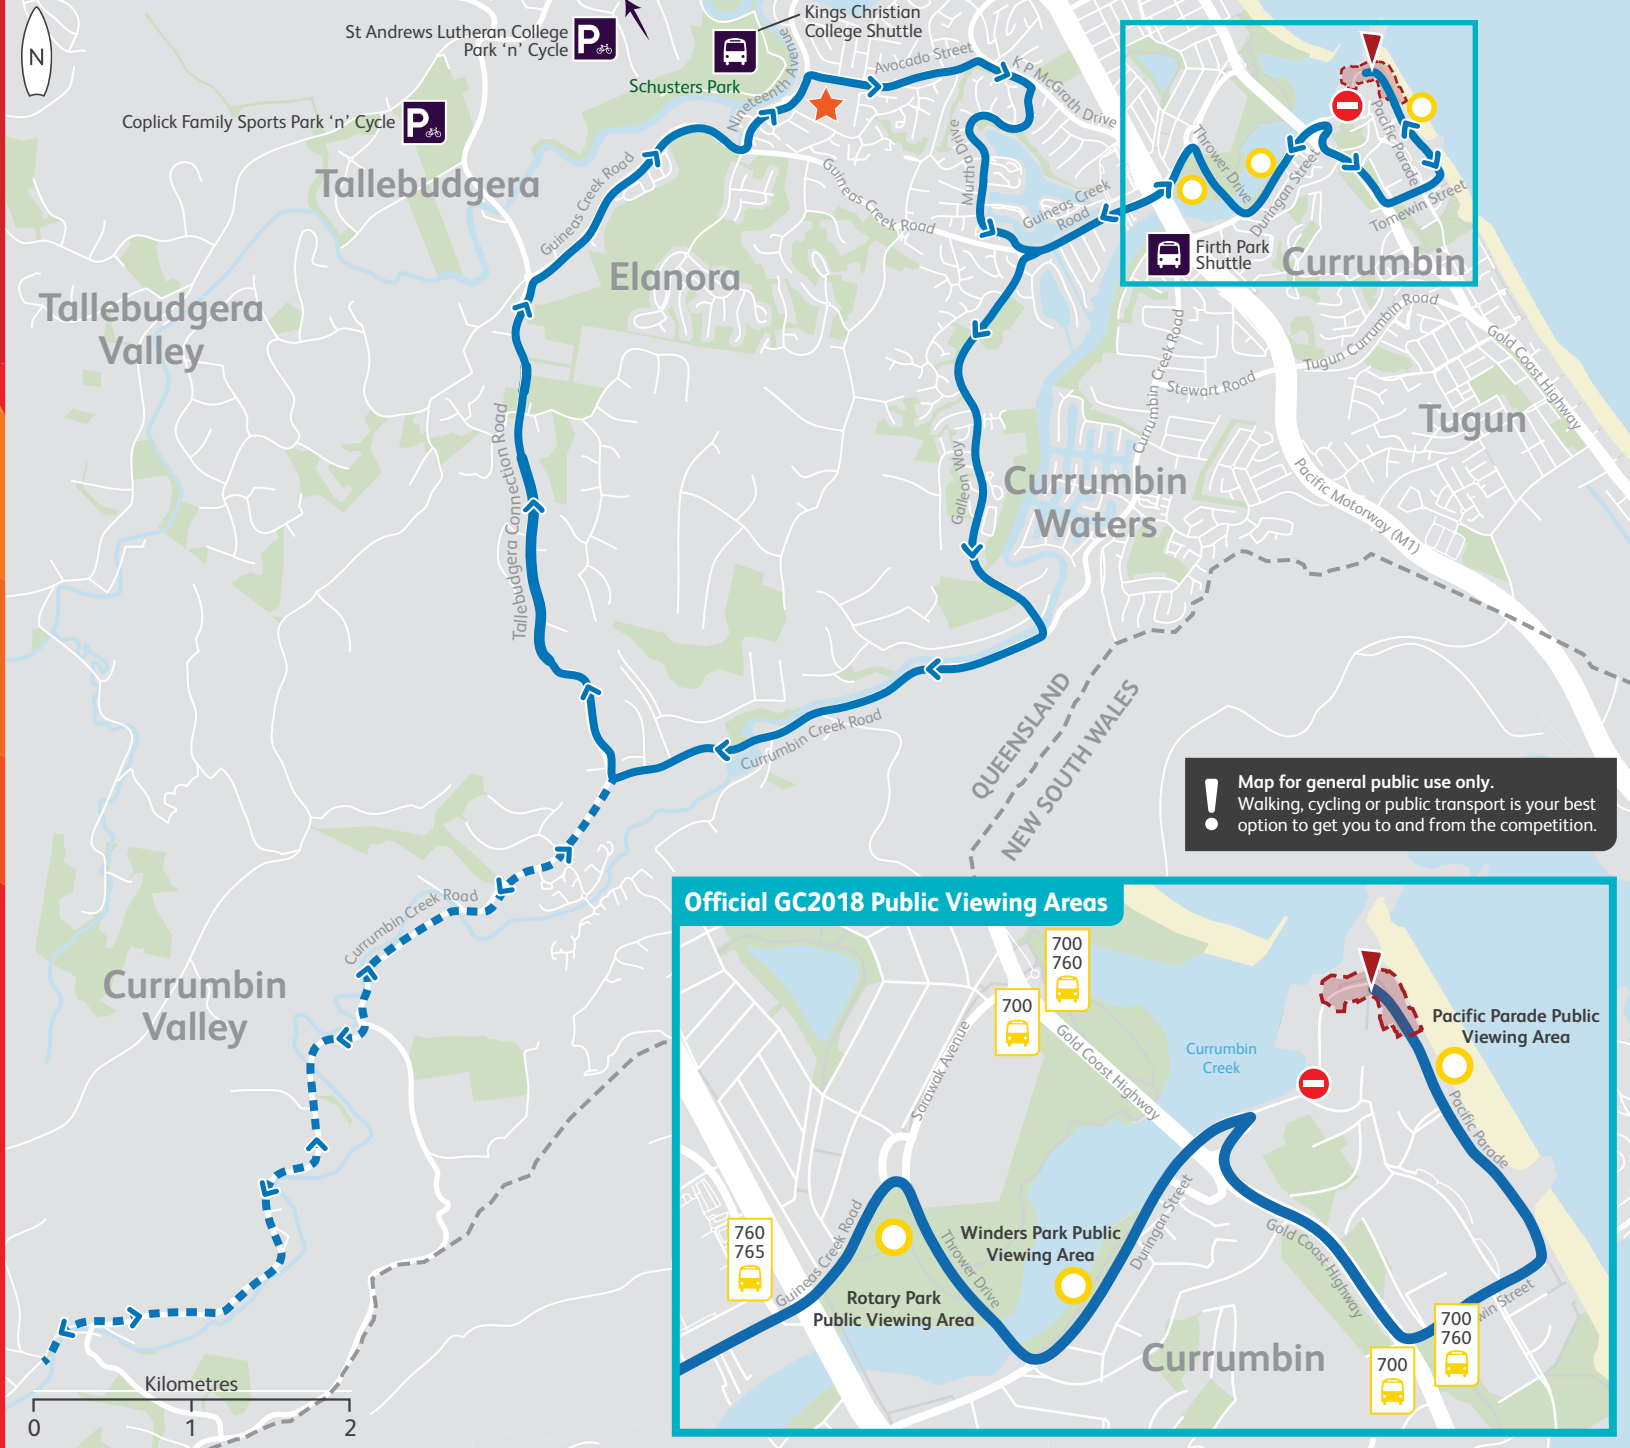 N
St Andrews Lutheran College
Park ‘n’ Cycle
P
Kings Christian
College Shuttle
Schusters Park
Coplick Family Sports Park ‘n’ Cycle
P
Nineteenth Avenue
Avocado Street
K P McGrath Drive
Tallebudgera
Guineas Creek Road
Guineas Creek Road
Murtha Drive
Guineas Creek
Road
Thrower Drive
Duringan Street
Pacific Parade
Tomewin Street
Firth Park
Shuttle
Currumbin
Elanora
Tallebudgera
Valley
Tallebudgera Connection Road
Galleon Way
Currumbin Creek Road
Stewart Road
Tugun Currumbin Road
Gold Coast Highway
Tugun
Currumbin
Waters
Pacific Motorway (M1)
Currumbin Creek Road
QUEENSLAND
NEW SOUTH WALES
Map for general public use only.
Walking, cycling or public transport is your best
option to get you to and from the competition.
Currumbin Creek Road
Currumbin
Valley
Kilometres
0
1
2
Official GC2018 Public Viewing Areas
700
760
700
Sarawak Avenue
Gold Coast Highway
Currumbin
Creek
Pacific Parade Public
Viewing Area
Pacific Parade
760
765
Guineas Creek Road
Thrower Drive
Winders Park Public
Viewing Area
Rotary Park
Public Viewing Area
Duringan Street
Gold Coast Highway
Currumbin
700
760
win Street
700